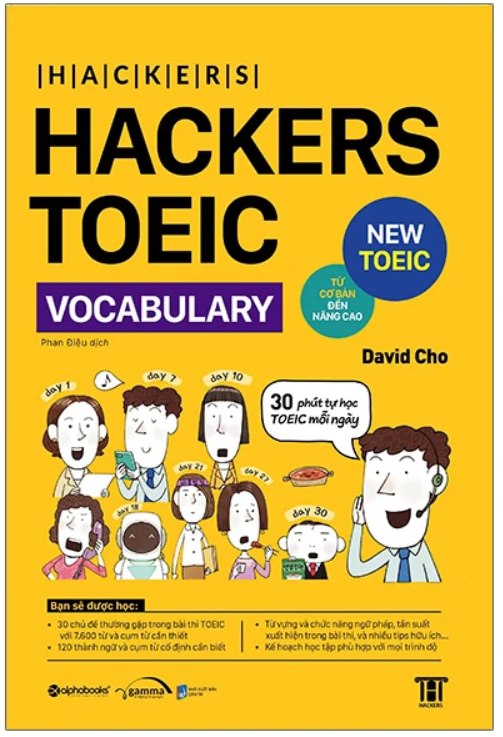 |H|A|C|K|E|R|S|
HACKERS
TOEIC
NEW
TOEIC
VOCABULARY
TỪ
CƠ BẢN
ĐẾN
NÂNG CAO
Phan Điệu dịch
David Cho
day 1
day 7
day 10
30 phút tự học
TOEIC mỗi ngày
day 21
day 27
day 18
day 30
Bạn sẽ được học:
• 30 chủ đề thường gặp trong bài thi TOEIC
với 7,600 từ và cụm từ cần thiết
• 120 thành ngữ và cụm từ cố định cần biết
• Từ vựng và chức năng ngữ pháp, tần suất
xuất hiện trong bài thi, và nhiều tips hữu ích....
• Kế hoạch học tập phù hợp với mọi trình độ
alphabooks
gamma
HACKERS